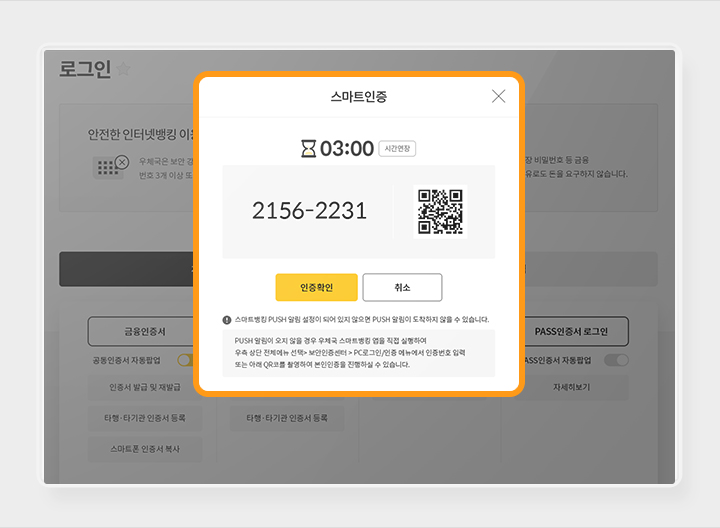 로그인
안전한 인터넷뱅킹 이용
우체국은 보안 강
번호 3개 이상 또
장 비밀번호 등 금융
유로도 돈을 요구하지 않습니다.
스마트인증
03:00 시간연장
2156-2231
인증확인 취소
스마트뱅킹 PUSH 알림 설정이 되어 있지 않으면 PUSH 알림이 도착하지 않을 수 있습니다.
PUSH 알림이 오지 않을 경우 우체국 스마트뱅킹 앱을 직접 실행하여
우측 상단 전체메뉴 선택> 보안인증센터 > PC로그인/인증 메뉴에서 인증번호 입력
또는 아래 QR코를 촬영하여 본인인증을 진행하실 수 있습니다.
금융인증서 PASS인증서 로그인
공동인증서 자동팝업 ASS인증서 자동팝업
인증서 발급 및 재발급 자세히보기
타행·타기관 인증서 등록 타행·타기관 인증서 등록
스마트폰 인증서 복사